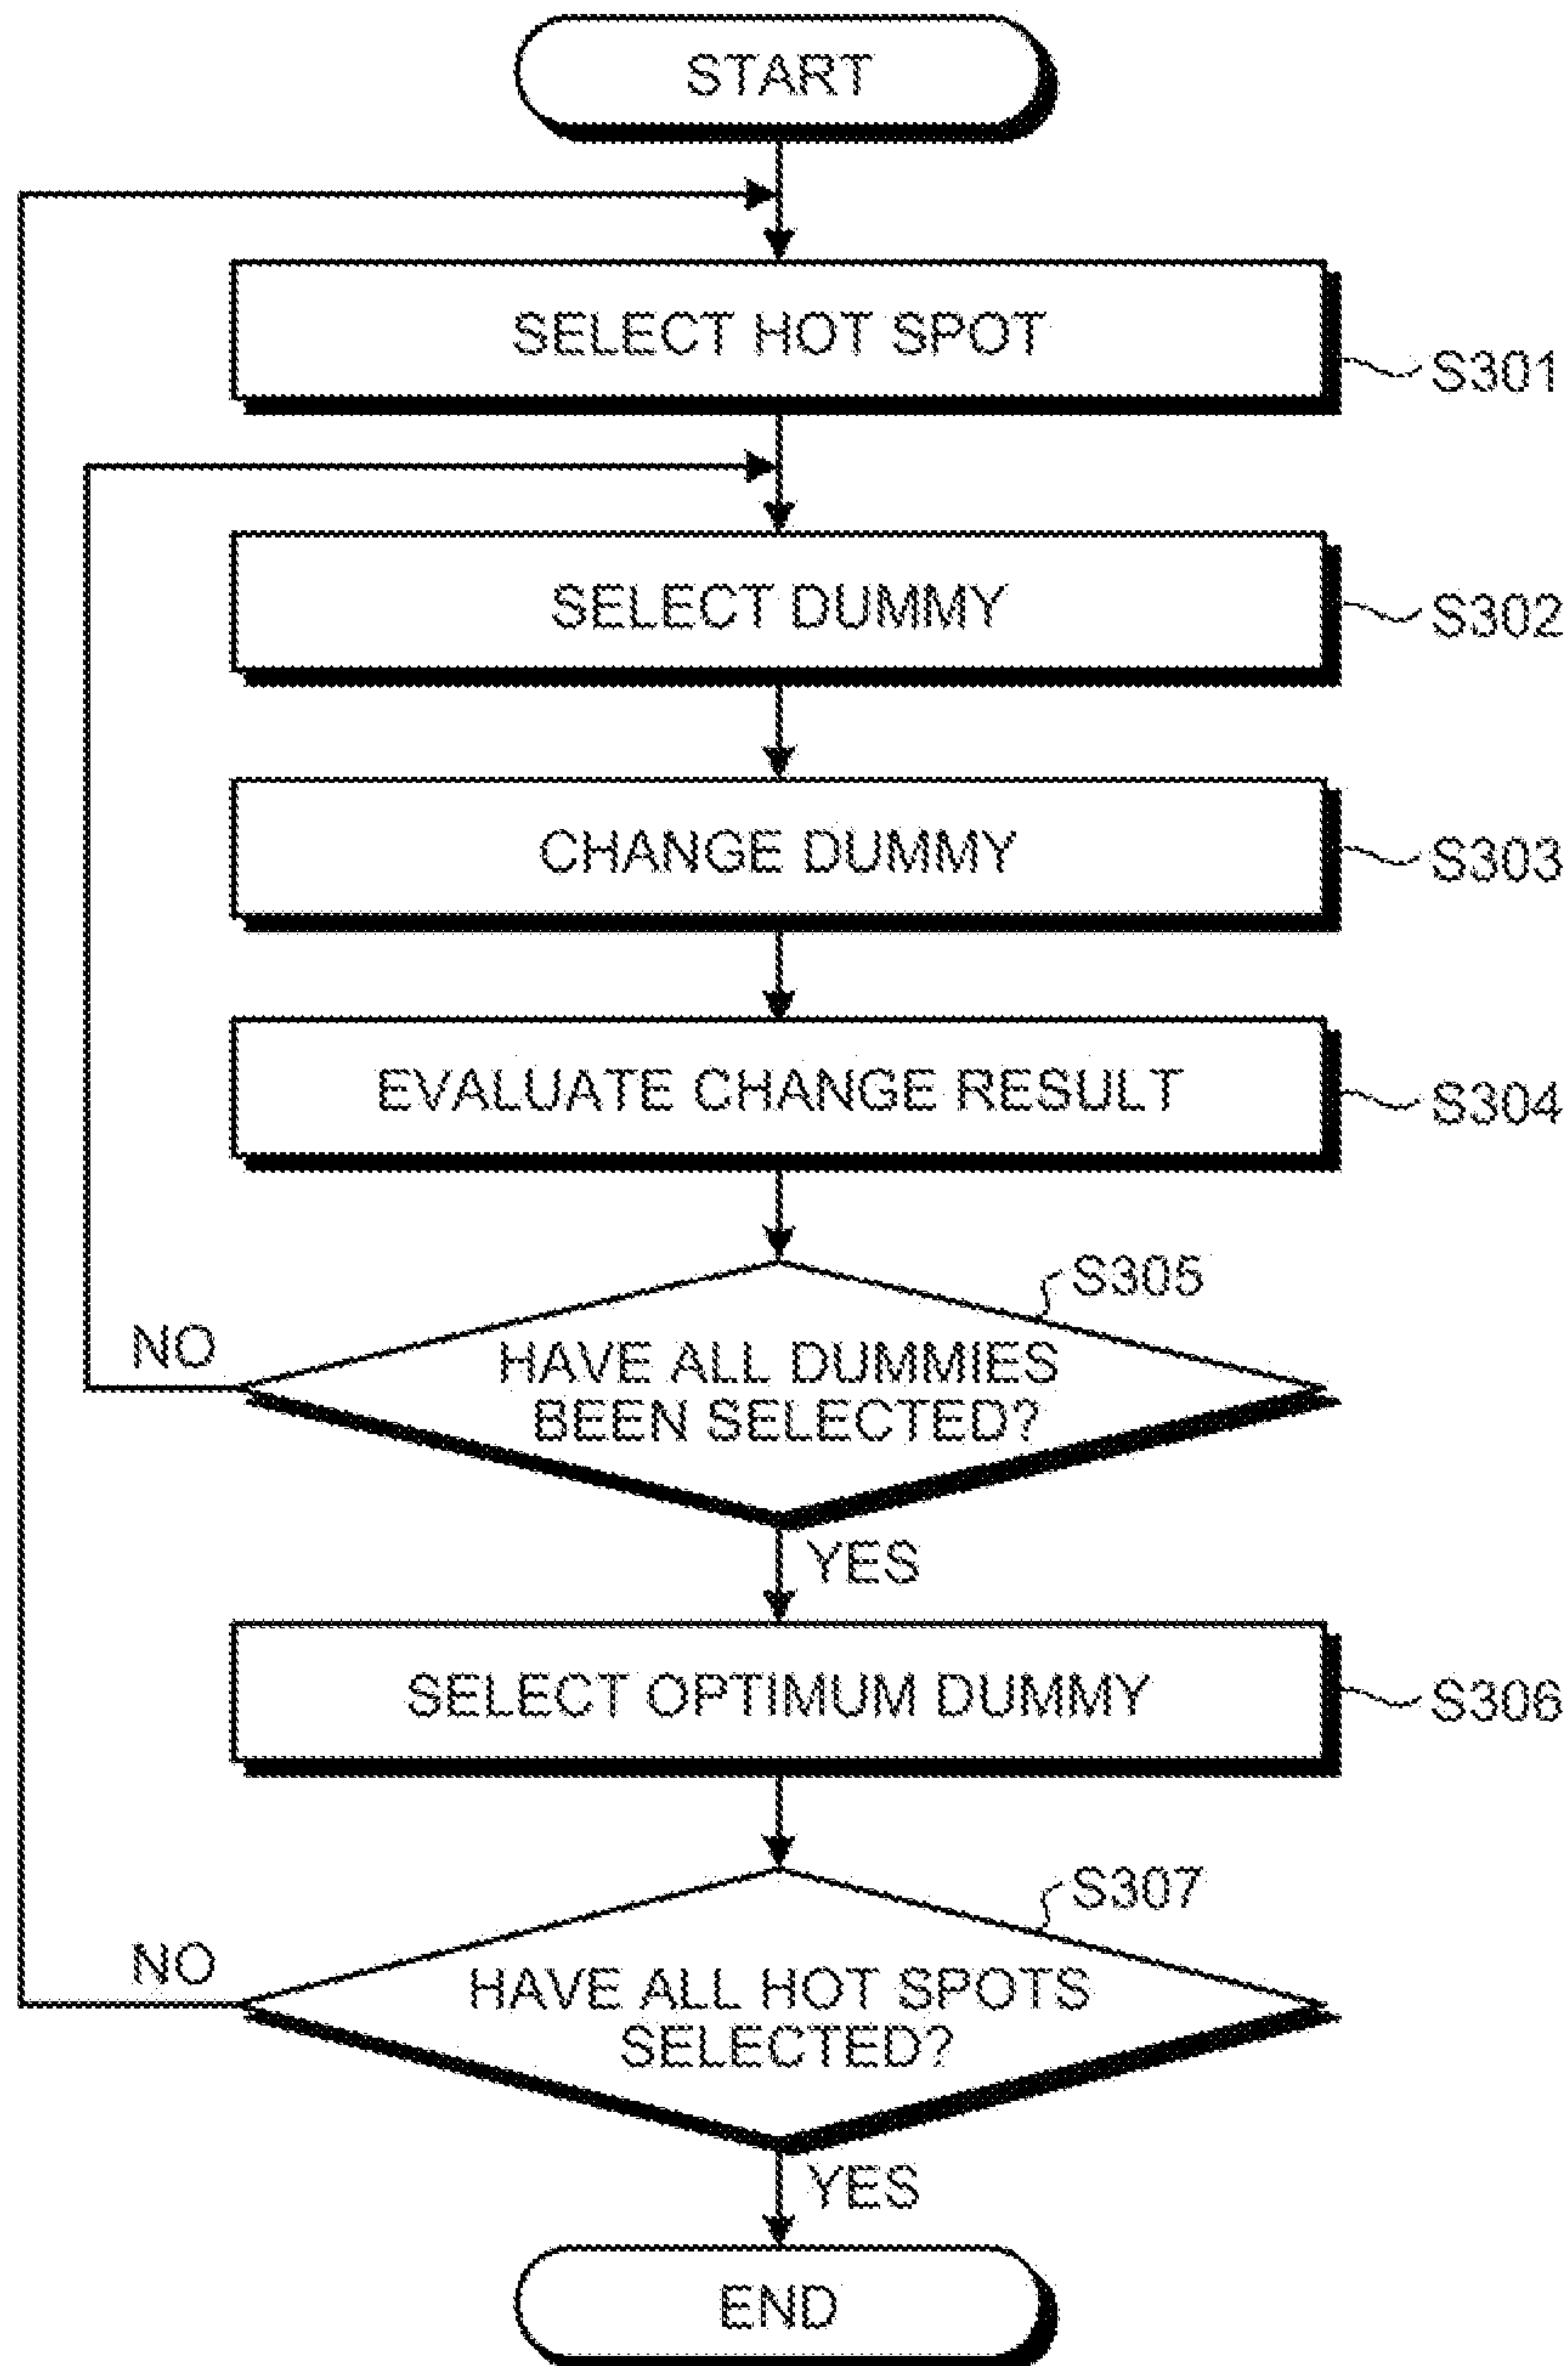 START
SELECT HOT SPOT
S301
SELECT DUMMY
S302
CHANGE DUMMY
S303
EVALUATE CHANGE RESULT
S304
S305
HAVE ALL DUMMIES
BEEN SELECTED?
NO
YES
SELECT OPTIMUM DUMMY
S306
S307
HAVE ALL HOT SPOTS
SELECTED?
NO
YES
END